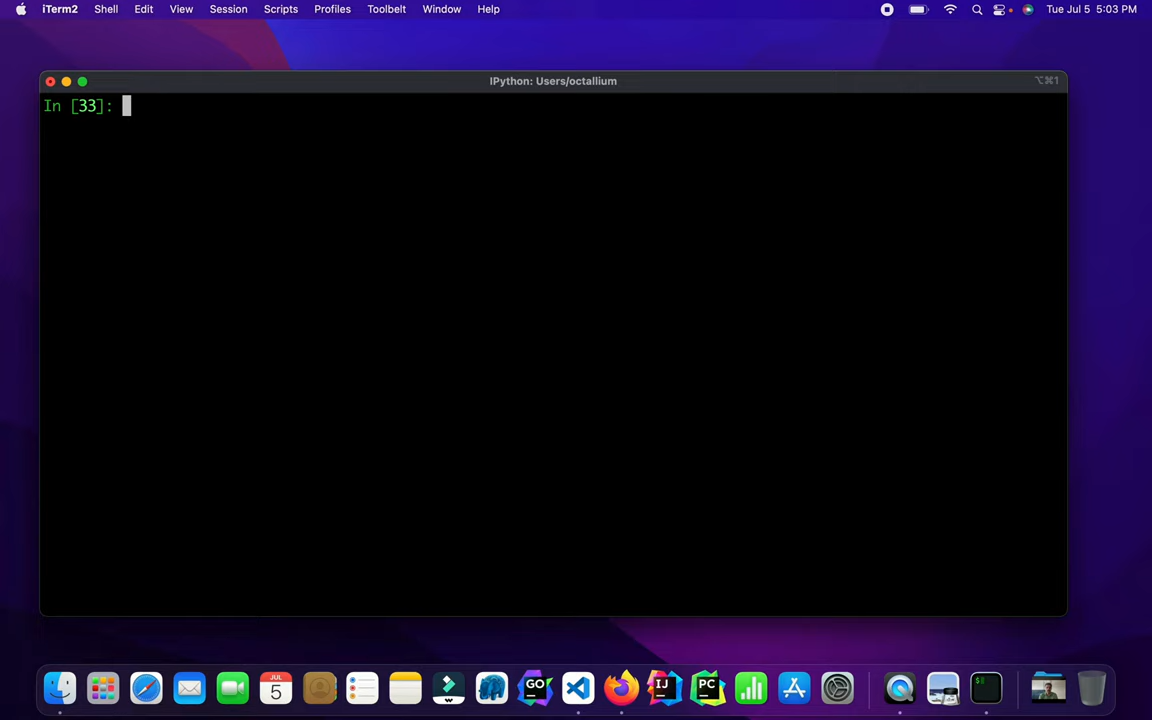 iTerm2 Shell Edit View Session Scripts Profiles Toolbelt Window Help Tue Jul 5 5:03 PM
IPython: Users/octallium ⌥⌘1
In [33]:
JUL
5
GO
IJ
PC
$